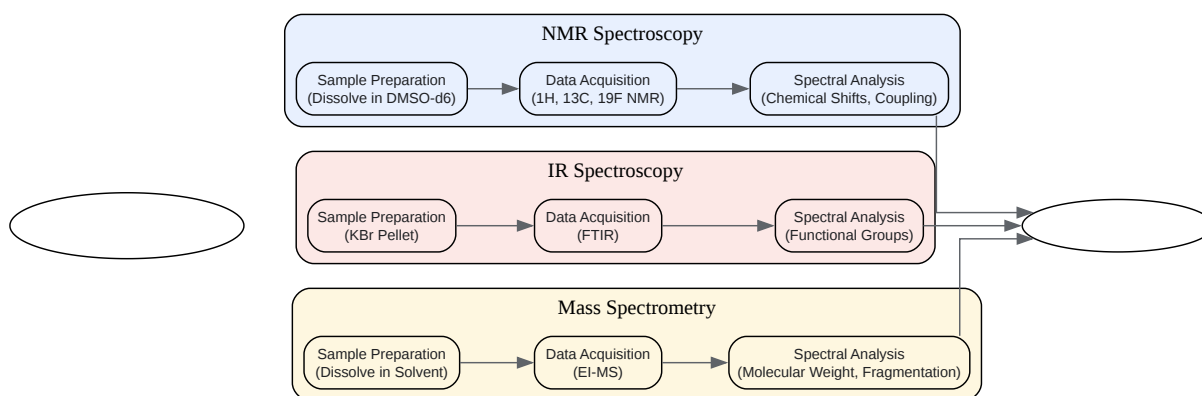 NMR Spectroscopy
Sample Preparation
(Dissolve in DMSO-d6)
Data Acquisition
(1H, 13C, 19F NMR)
Spectral Analysis
(Chemical Shifts, Coupling)
IR Spectroscopy
Sample Preparation
(KBr Pellet)
Data Acquisition
(FTIR)
Spectral Analysis
(Functional Groups)
Mass Spectrometry
Sample Preparation
(Dissolve in Solvent)
Data Acquisition
(EI-MS)
Spectral Analysis
(Molecular Weight, Fragmentation)